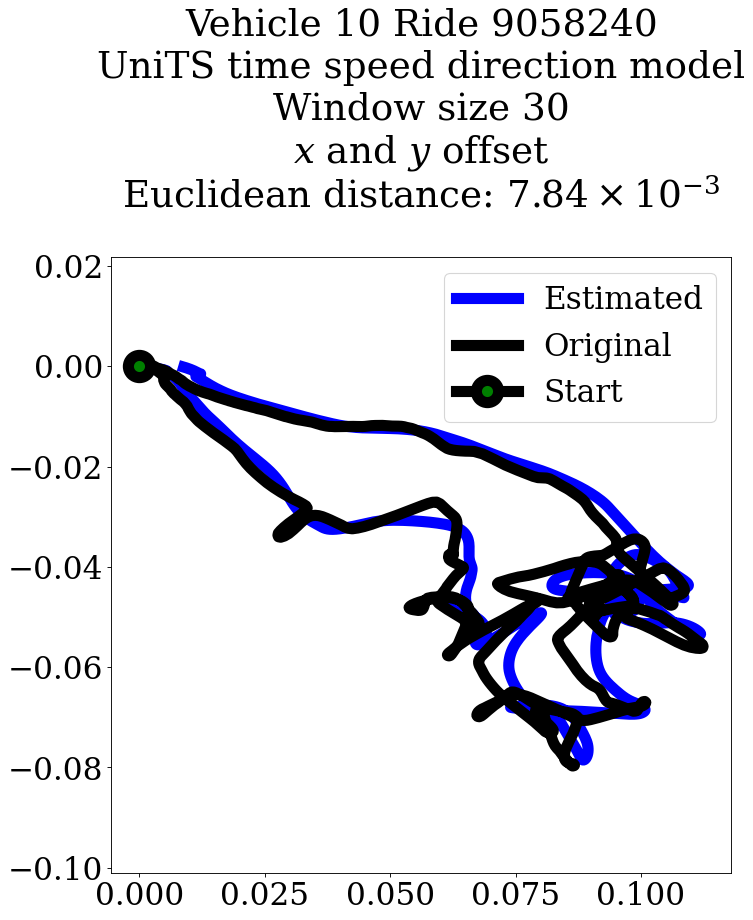 Vehicle 10 Ride 9058240
UniTS time speed direction model
Window size 30
x and y offset
Euclidean distance: 7.84 × 10⁻³
Estimated
Original
Start
0.02
0.00
−0.02
−0.04
−0.06
−0.08
−0.10
0.000 0.025 0.050 0.075 0.100